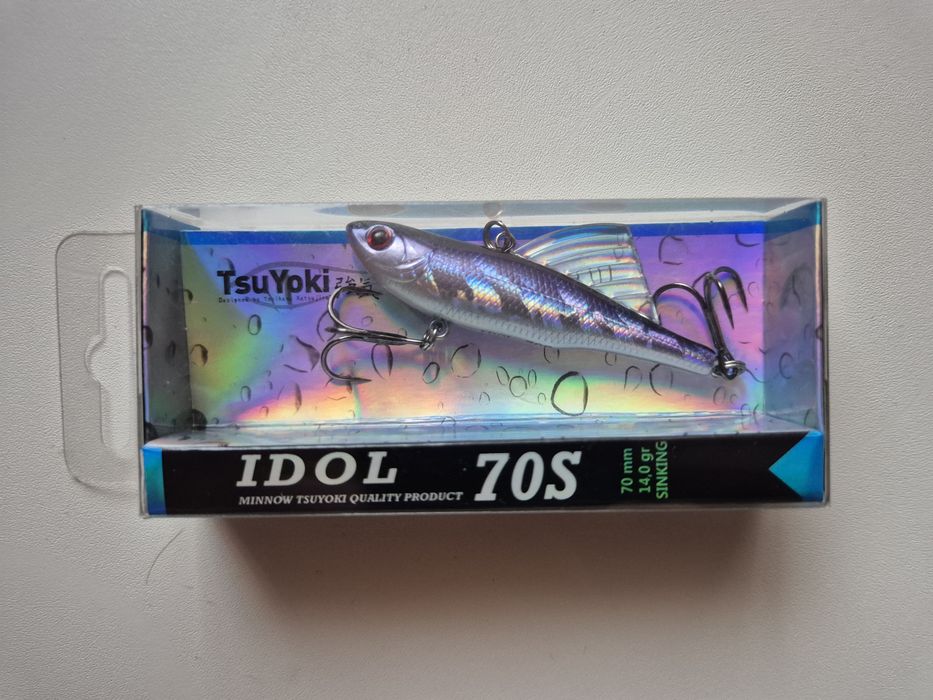 TsuYoki
IDOL 70S
MINNOW TSUYOKI QUALITY PRODUCT
70 mm
14,0 gr
SINKING